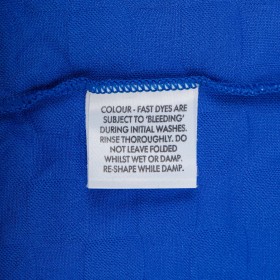 COLOUR - FAST DYES ARE
SUBJECT TO 'BLEEDING'
DURING INITIAL WASHES.
RINSE THOROUGHLY. DO
NOT LEAVE FOLDED
WHILST WET OR DAMP.
RE-SHAPE WHILE DAMP.